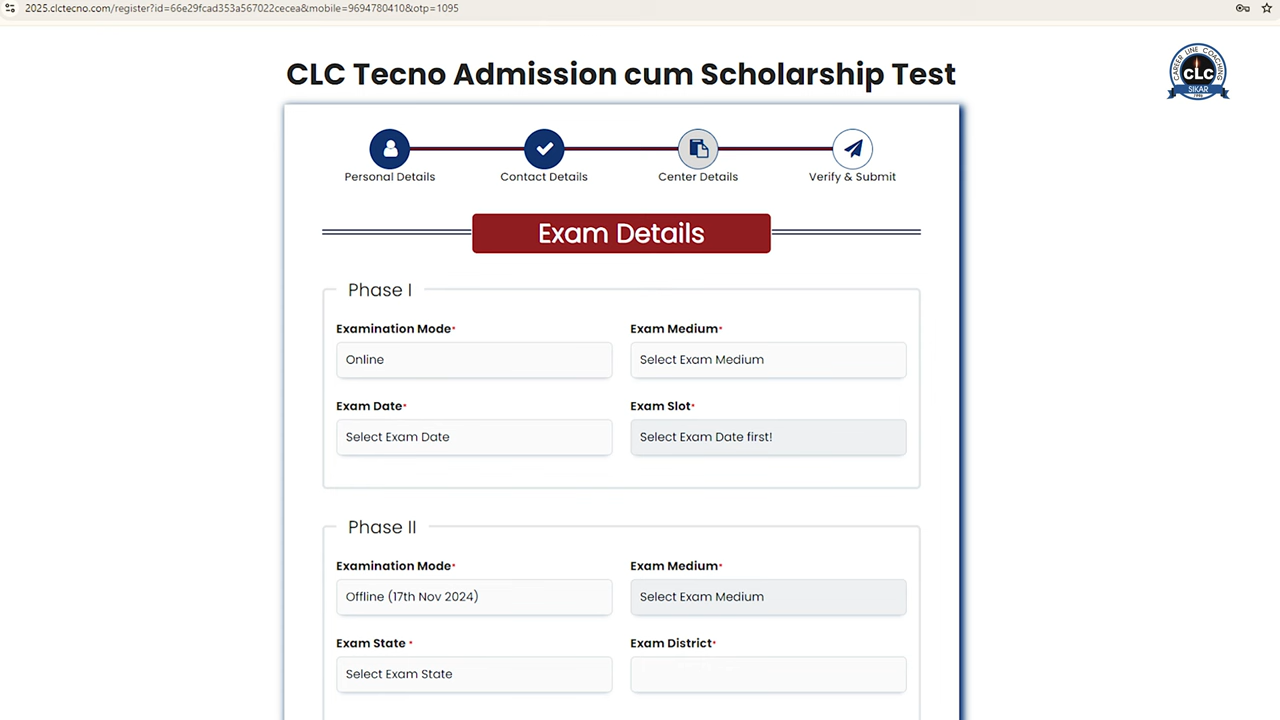 2025.clctecno.com/register?id=66e29fcad353a567022cecea&mobile=9694780410&otp=1095
CLC Tecno Admission cum Scholarship Test
CAREER LINE COACHING
CLC
SIKAR
Personal Details
Contact Details
Center Details
Verify & Submit
Exam Details
Phase I
Examination Mode*
Exam Medium*
Online
Select Exam Medium
Exam Date*
Exam Slot*
Select Exam Date
Select Exam Date first!
Phase II
Examination Mode*
Exam Medium*
Offline (17th Nov 2024)
Select Exam Medium
Exam State *
Exam District*
Select Exam State